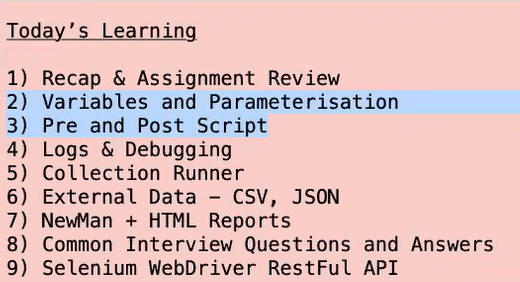 Today’s Learning
1) Recap & Assignment Review
2) Variables and Parameterisation
3) Pre and Post Script
4) Logs & Debugging
5) Collection Runner
6) External Data – CSV, JSON
7) NewMan + HTML Reports
8) Common Interview Questions and Answers
9) Selenium WebDriver RestFul API